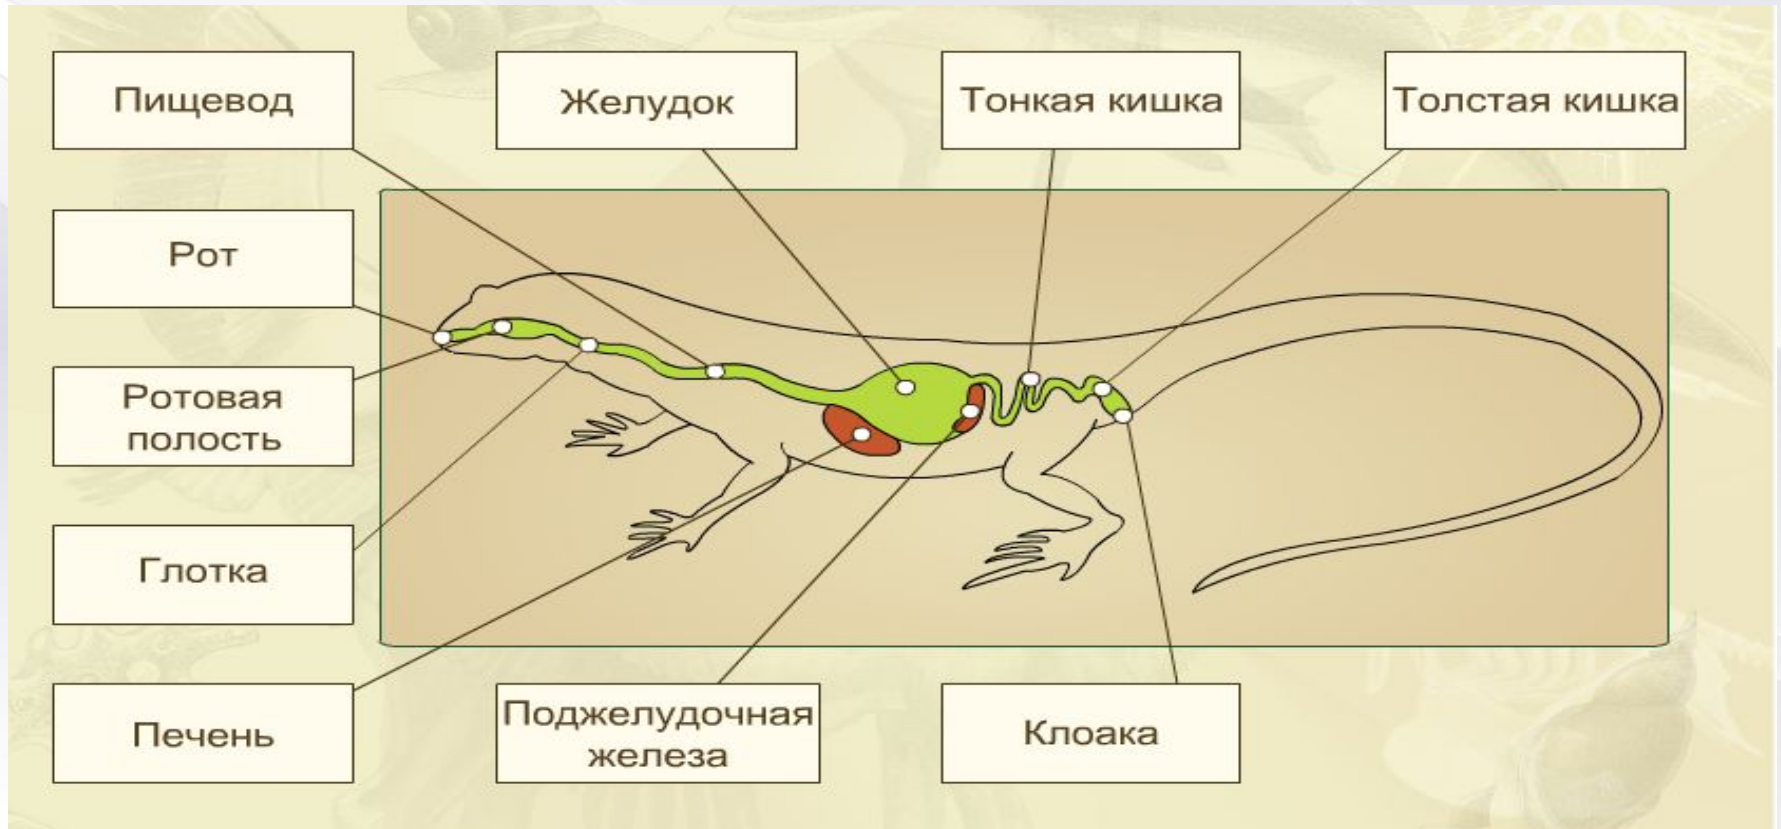 Пищевод
Желудок
Тонкая кишка
Толстая кишка
Рот
Ротовая
полость
Глотка
Печень
Поджелудочная
железа
Клоака